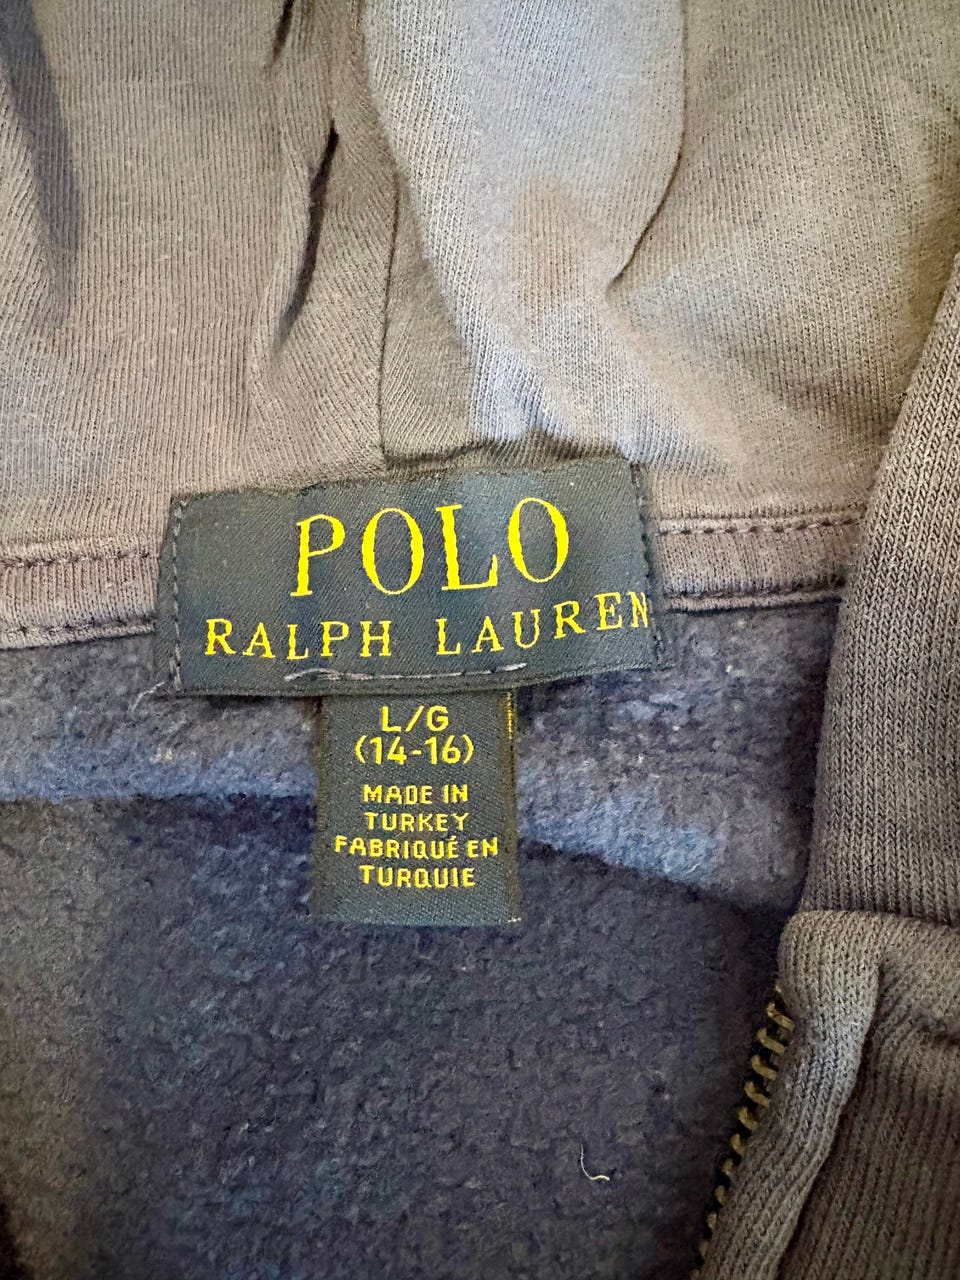 POLO
RALPH LAUREN
L/G
(14-16)
MADE IN
TURKEY
FABRIQUÉ EN
TURQUIE